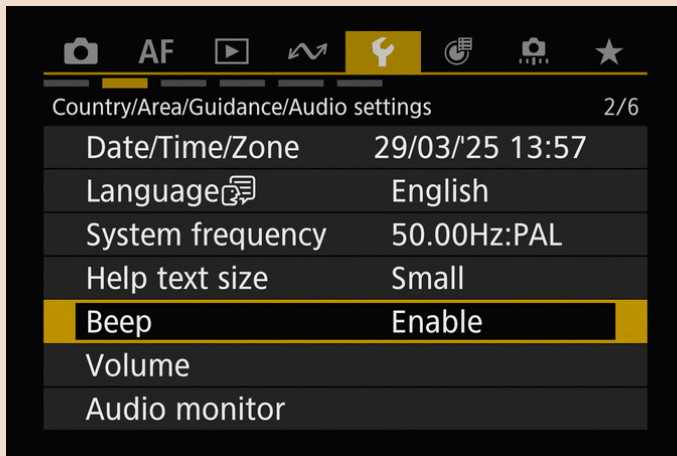 AF
Country/Area/Guidance/Audio settings 2/6
Date/Time/Zone 29/03/'25 13:57
Language English
System frequency 50.00Hz:PAL
Help text size Small
Beep Enable
Volume
Audio monitor